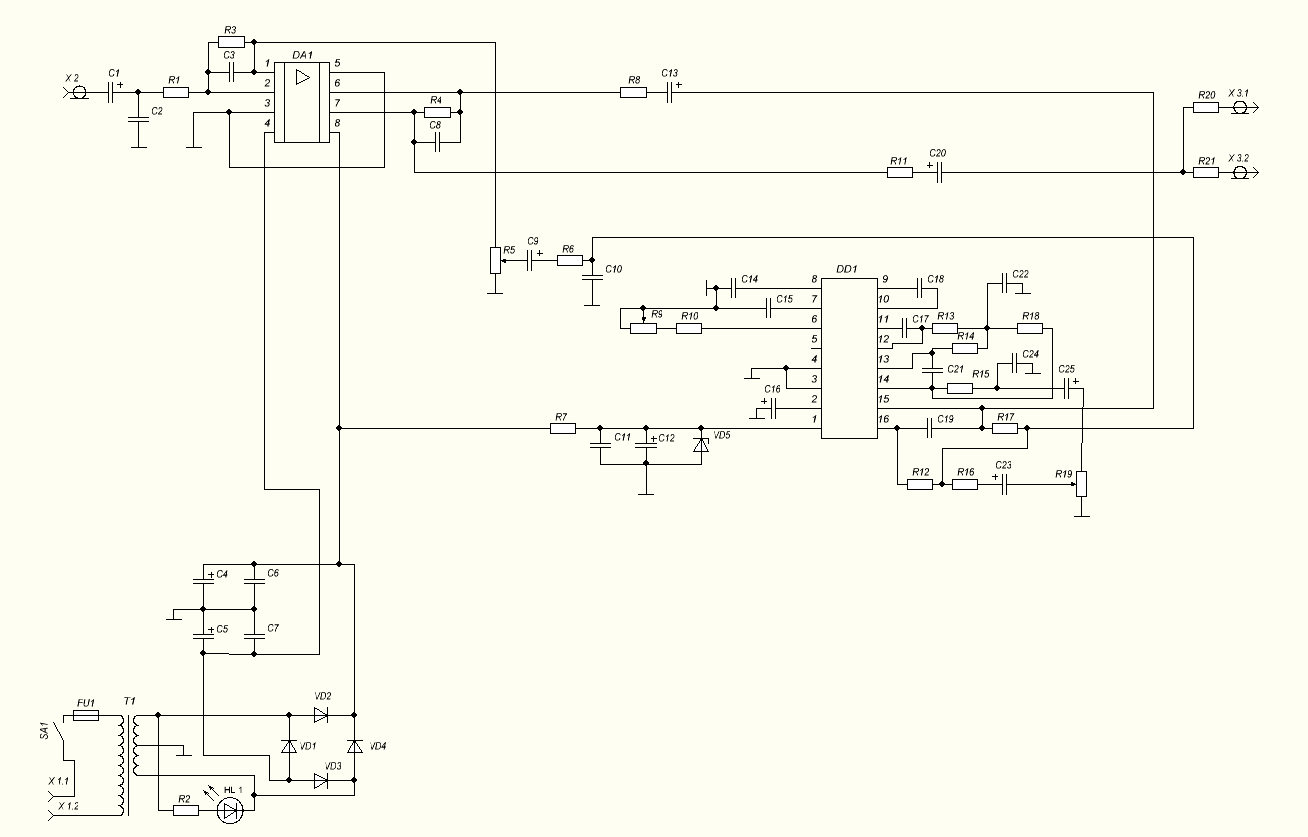 R3
C3
DA1
1 5
X 2
C1
+
R1
2 6
R8
C13
+
C2
3 7
R4
R20
X 3.1
4 8
C8
R11
C20
+
R21
X 3.2
R5
C9
+
R6
C10
DD1
C14
8 9
C18
C22
C15
7 10
R9
R10
6 11
C17
R13
R18
5 12
R14
4 13
C21
C24
3 14
R15
C25
+
C16
+
2 15
R7
C11
+
C12
VD5
1 16
C19
R17
R12
R16
C23
+
R19
+
C4
C6
+
C5
C7
FU1
T1
VD2
SA1
VD1
VD4
VD3
X 1.1
X 1.2
R2
HL 1